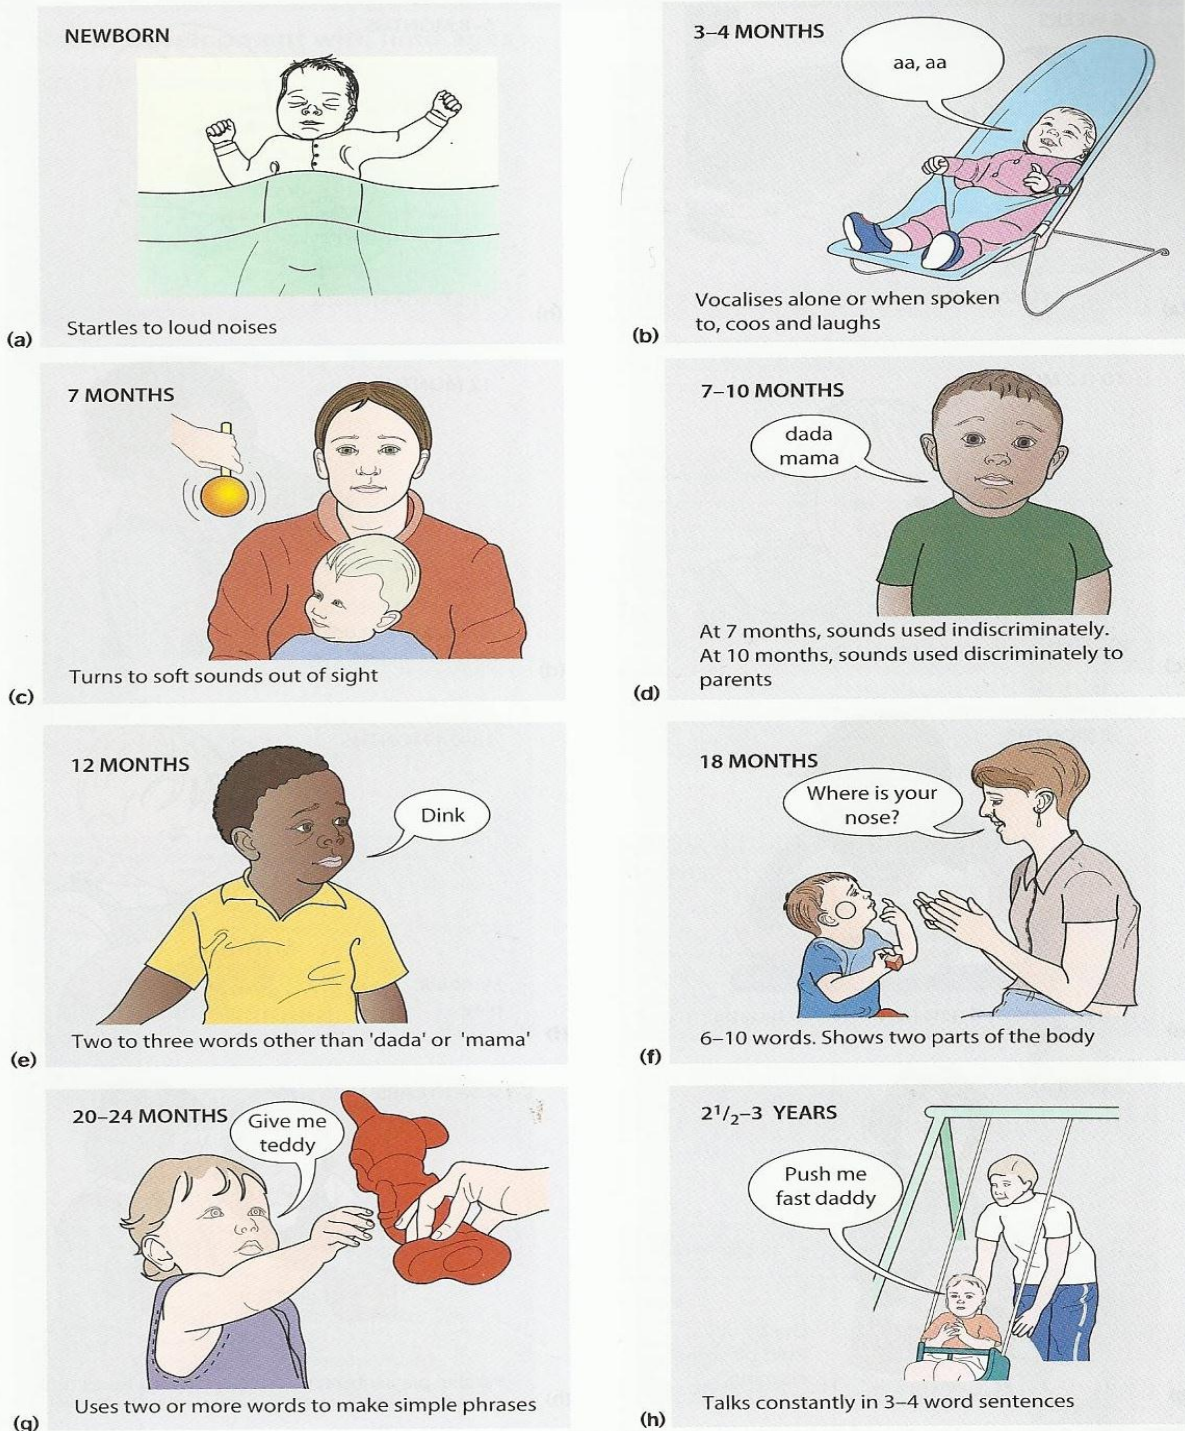 NEWBORN
Startles to loud noises
(a)
3–4 MONTHS
aa, aa
Vocalises alone or when spoken
to, coos and laughs
(b)
7 MONTHS
Turns to soft sounds out of sight
(c)
7–10 MONTHS
dada
mama
At 7 months, sounds used indiscriminately.
At 10 months, sounds used discriminately to
parents
(d)
12 MONTHS
Dink
Two to three words other than 'dada' or 'mama'
(e)
18 MONTHS
Where is your
nose?
6–10 words. Shows two parts of the body
(f)
20–24 MONTHS
Give me
teddy
Uses two or more words to make simple phrases
(g)
2 1/2–3 YEARS
Push me
fast daddy
Talks constantly in 3–4 word sentences
(h)